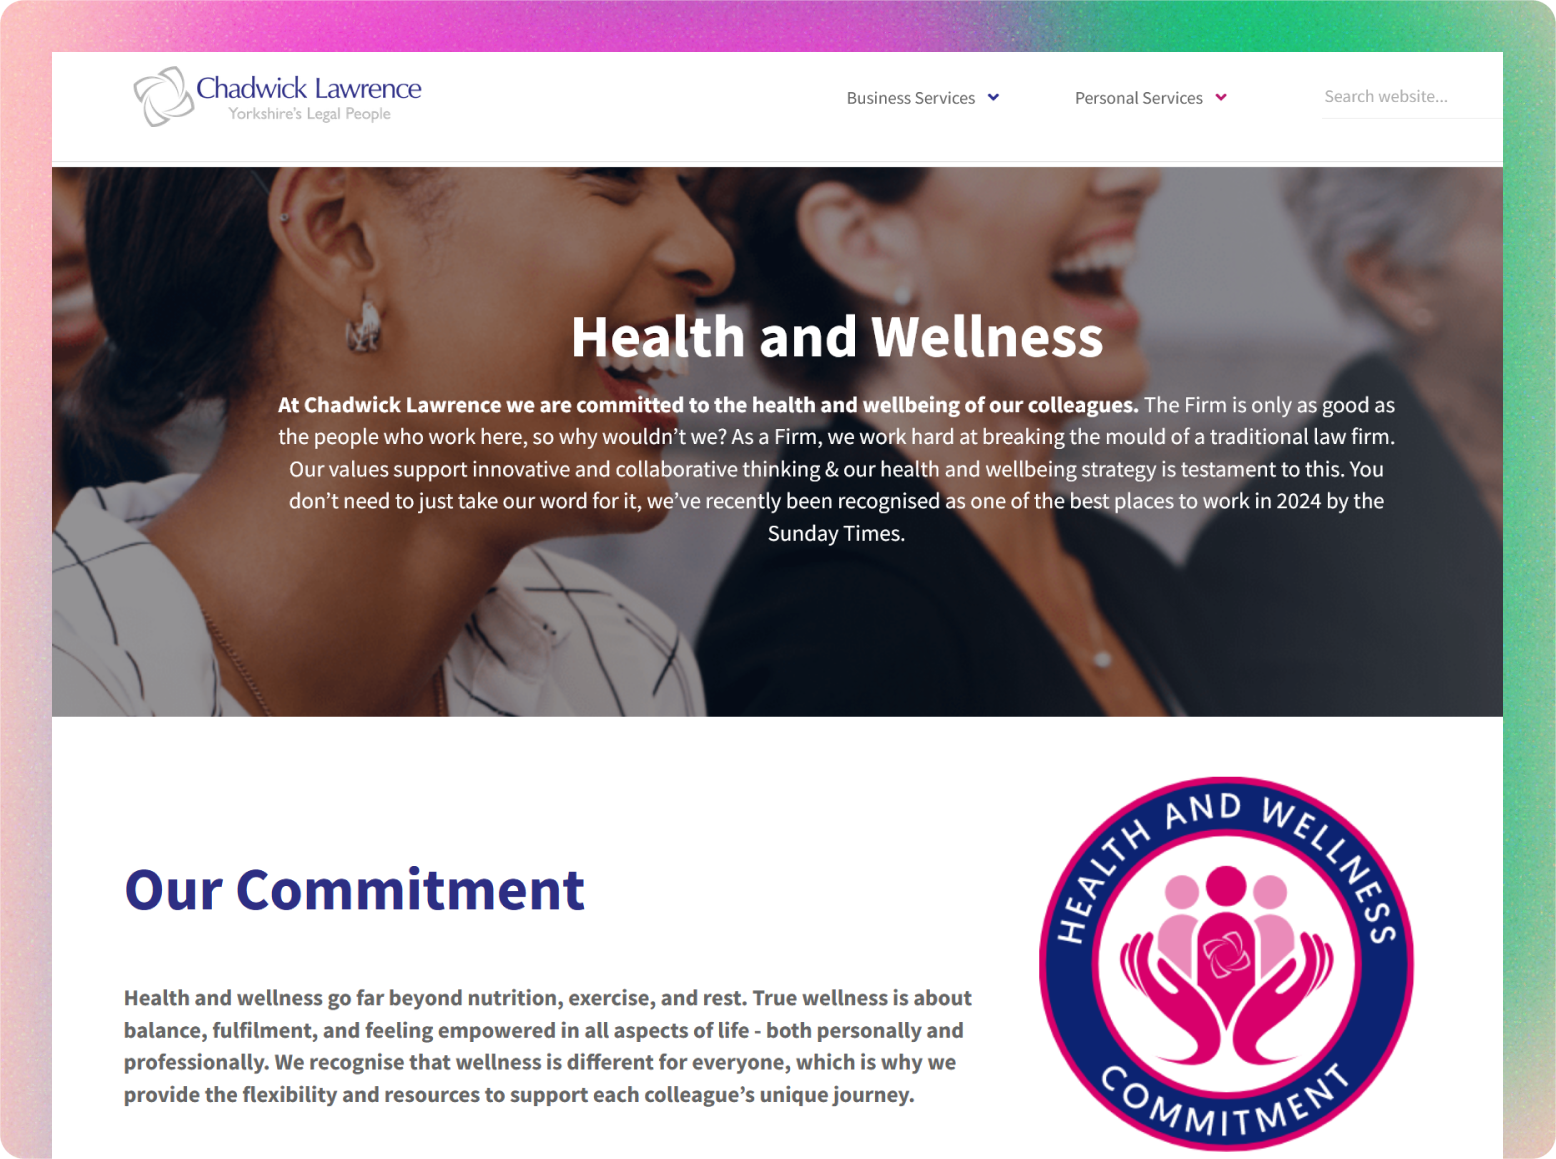 Chadwick Lawrence
Yorkshire's Legal People
Business Services
Personal Services
Search website...
Health and Wellness
At Chadwick Lawrence we are committed to the health and wellbeing of our colleagues. The Firm is only as good as
the people who work here, so why wouldn't we? As a Firm, we work hard at breaking the mould of a traditional law firm.
Our values support innovative and collaborative thinking & our health and wellbeing strategy is testament to this. You
don't need to just take our word for it, we've recently been recognised as one of the best places to work in 2024 by the
Sunday Times.
Our Commitment
Health and wellness go far beyond nutrition, exercise, and rest. True wellness is about
balance, fulfilment, and feeling empowered in all aspects of life - both personally and
professionally. We recognise that wellness is different for everyone, which is why we
provide the flexibility and resources to support each colleague's unique journey.
HEALTH AND WELLNESS
COMMITMENT